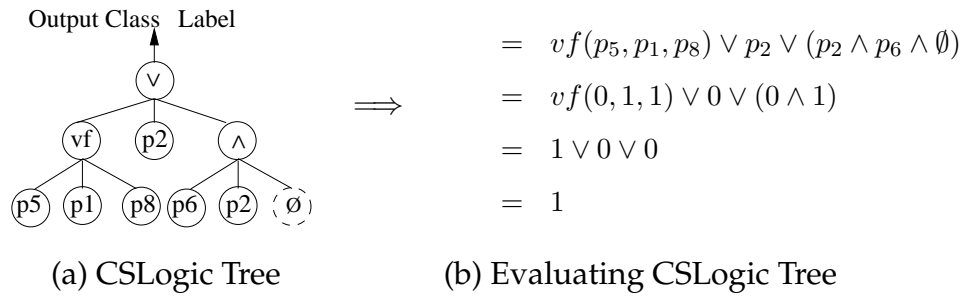 Output Class Label
∨
vf p2 ∧
p5 p1 p8 p6 p2 ø
⟹
= vf(p₅, p₁, p₈) ∨ p₂ ∨ (p₂ ∧ p₆ ∧ ∅)
= vf(0, 1, 1) ∨ 0 ∨ (0 ∧ 1)
= 1 ∨ 0 ∨ 0
= 1
(a) CSLogic Tree
(b) Evaluating CSLogic Tree